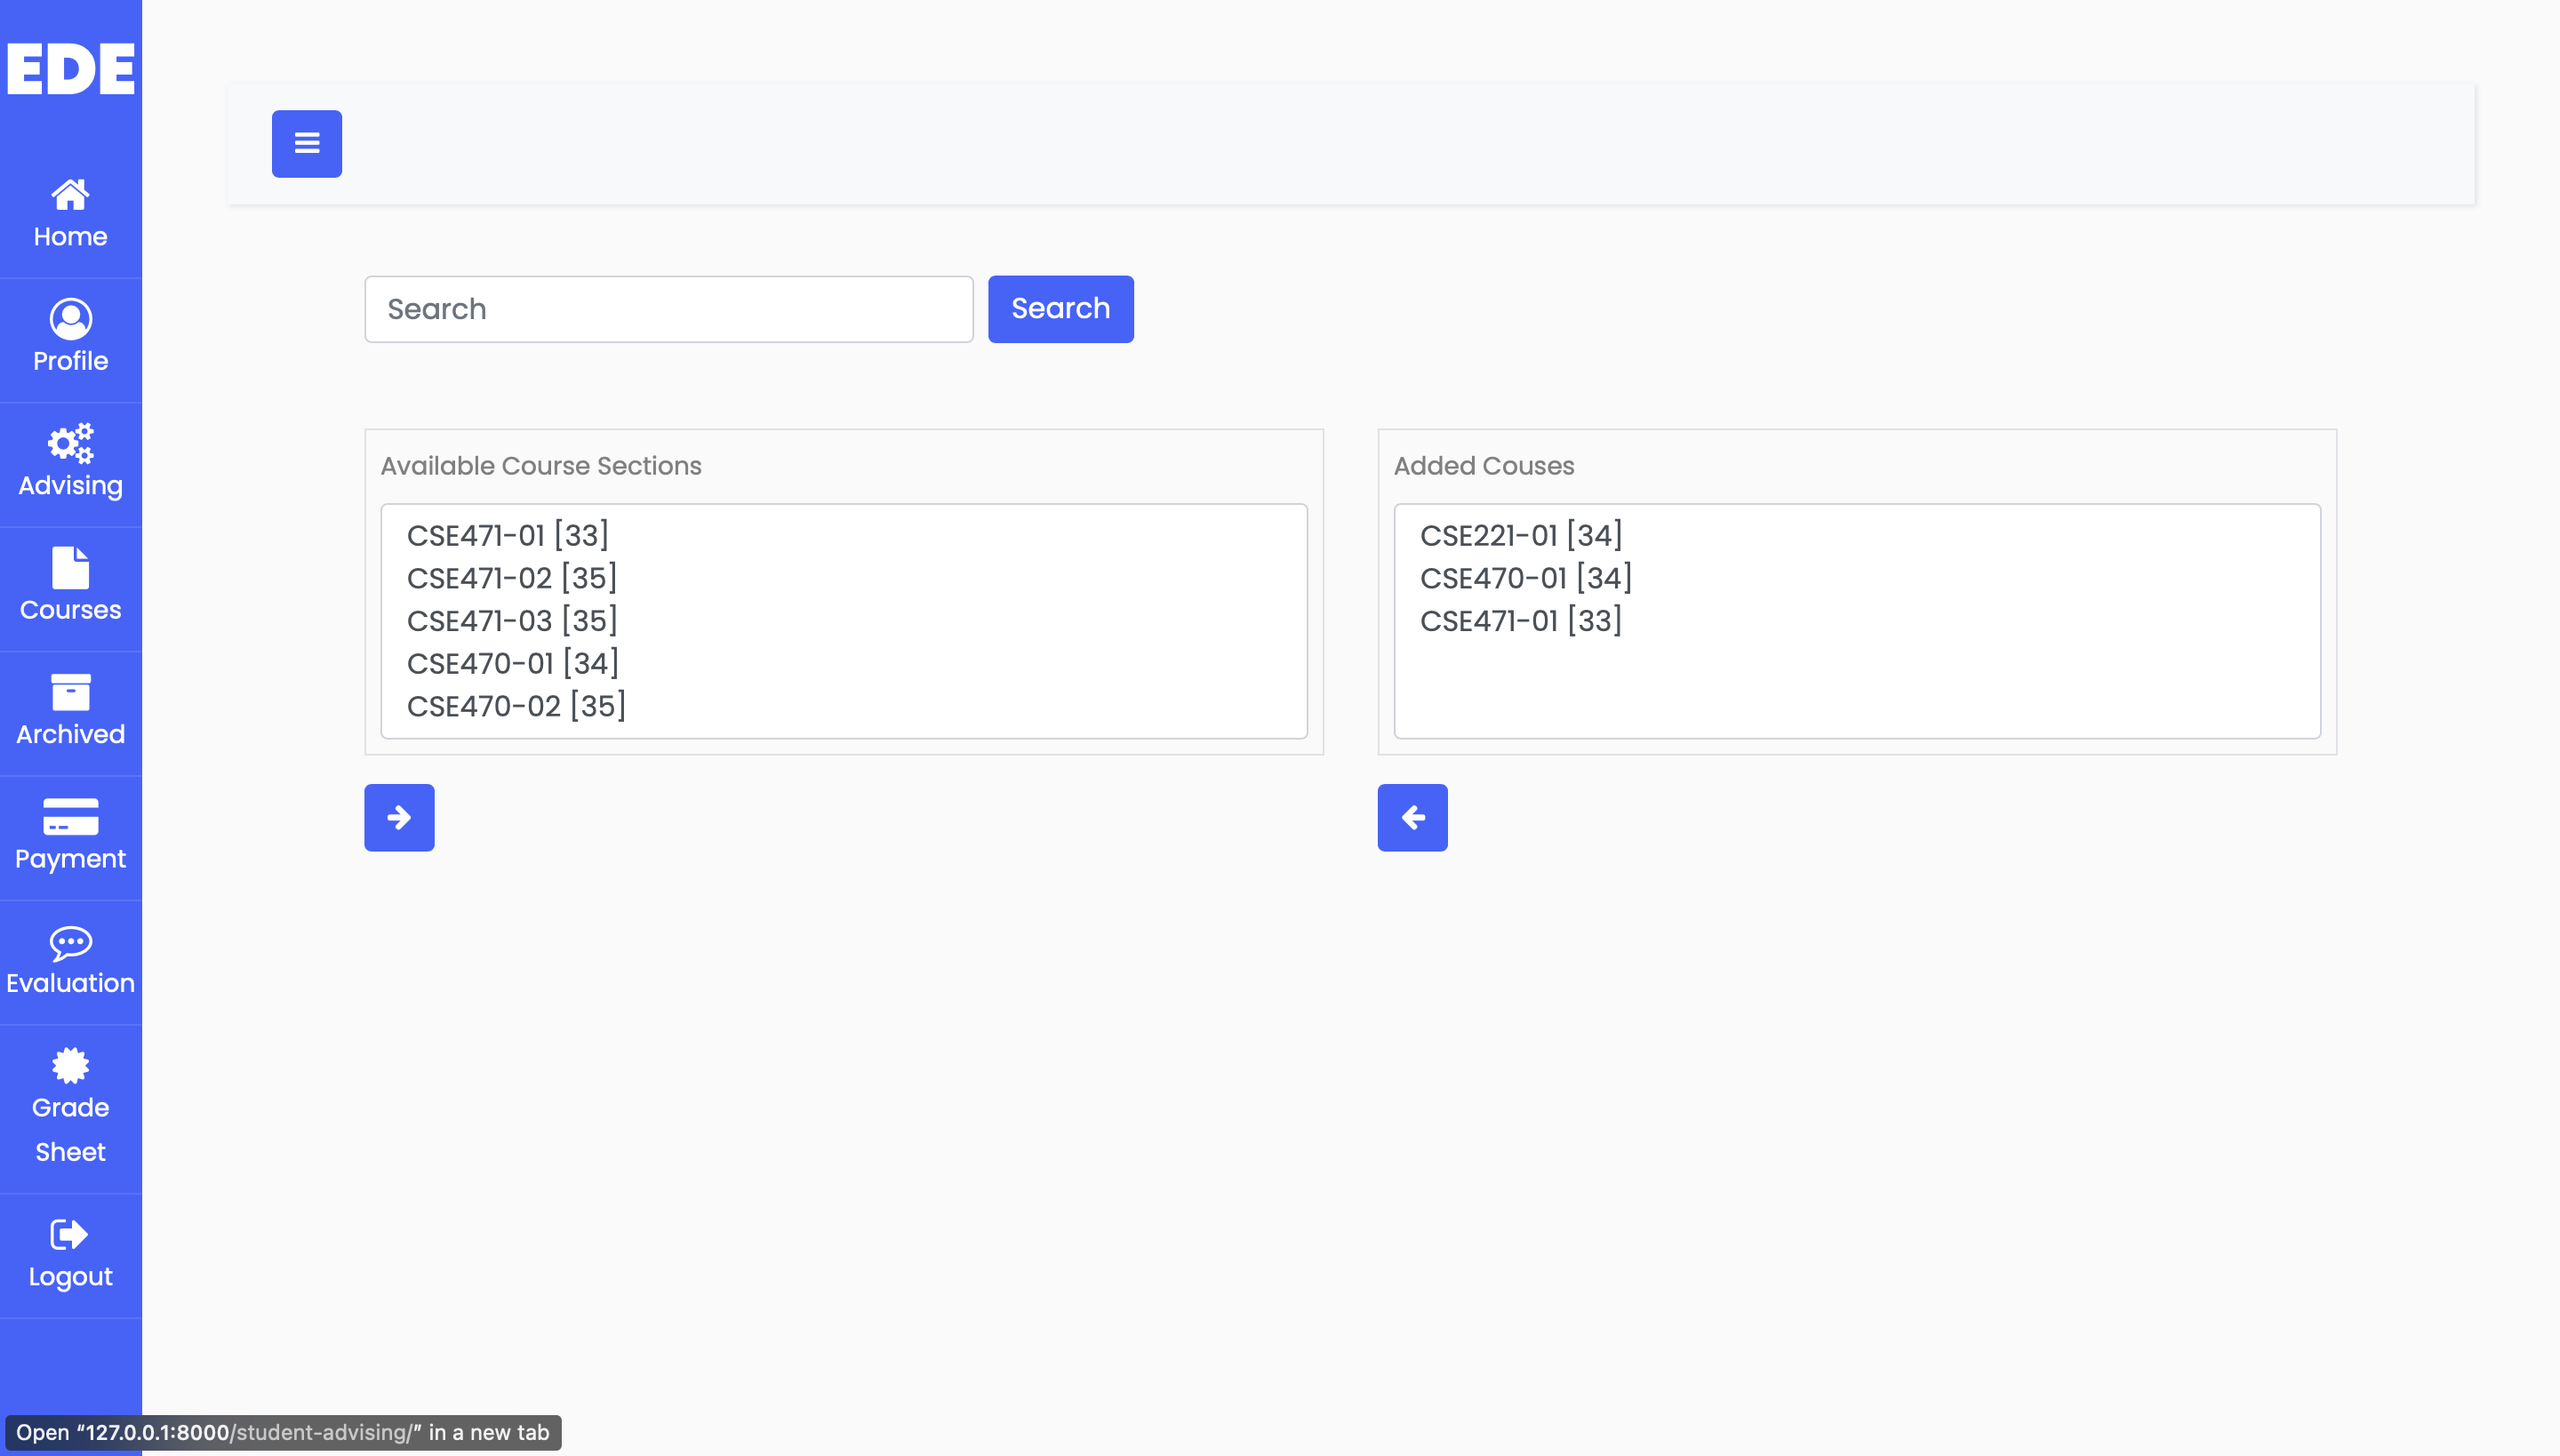 EDE
Home
Profile
Advising
Courses
Archived
Payment
Evaluation
Grade
Sheet
Logout
Search
Search
Available Course Sections
CSE471-01 [33]
CSE471-02 [35]
CSE471-03 [35]
CSE470-01 [34]
CSE470-02 [35]
Added Couses
CSE221-01 [34]
CSE470-01 [34]
CSE471-01 [33]
Open “127.0.0.1:8000/student-advising/” in a new tab